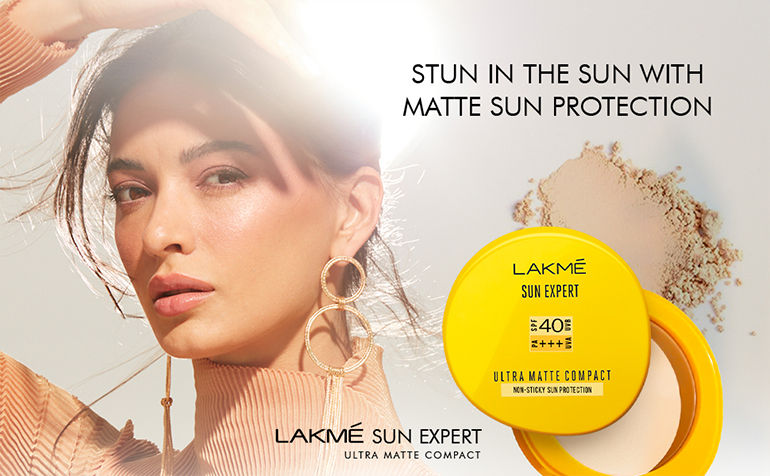 STUN IN THE SUN WITH
MATTE SUN PROTECTION
LAKMÉ
SUN EXPERT
SPF 40 UVB
PA +++ UVA
ULTRA MATTE COMPACT
NON-STICKY SUN PROTECTION
LAKMÉ SUN EXPERT
ULTRA MATTE COMPACT